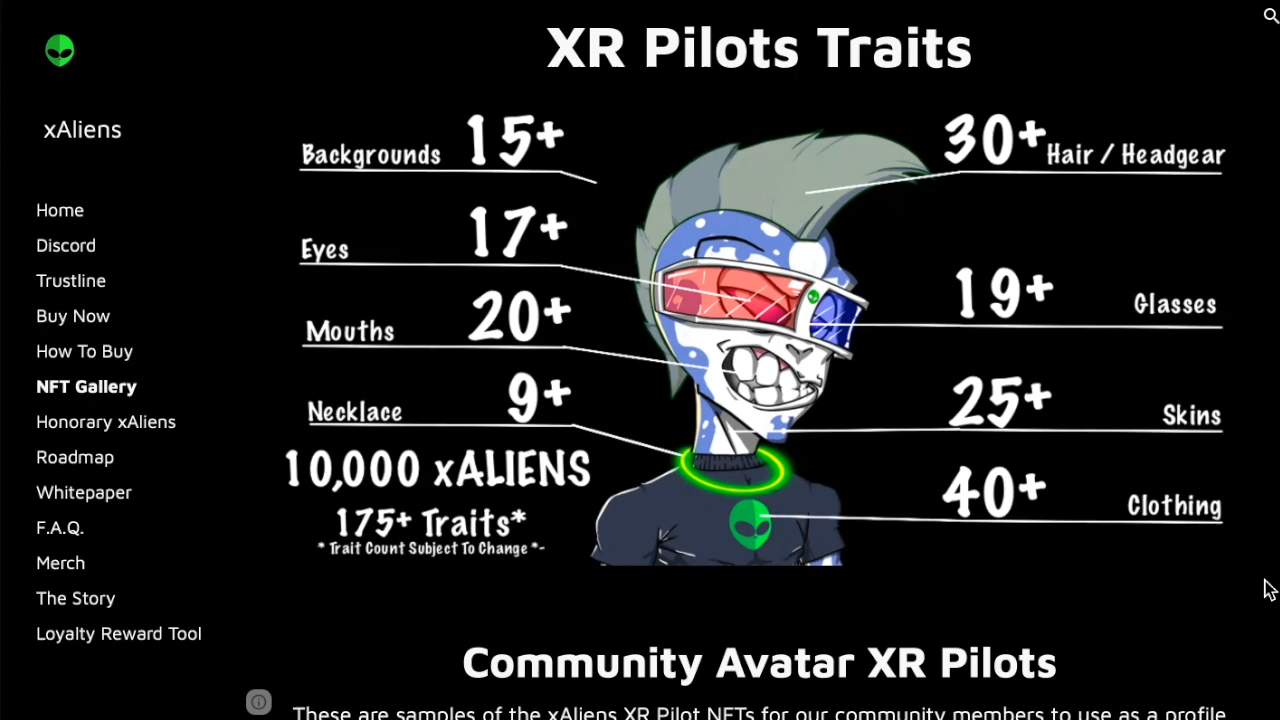 XR Pilots Traits
xAliens
Home
Discord
Trustline
Buy Now
How To Buy
NFT Gallery
Honorary xAliens
Roadmap
Whitepaper
F.A.Q.
Merch
The Story
Loyalty Reward Tool
Backgrounds 15+
Eyes 17+
Mouths 20+
Necklace 9+
10,000 xALIENS
175+ Traits*
* Trait Count Subject To Change *-
30+ Hair / Headgear
19+ Glasses
25+ Skins
40+ Clothing
Community Avatar XR Pilots
These are samples of the xAliens XR Pilot NFTs for our community members to use as a profile